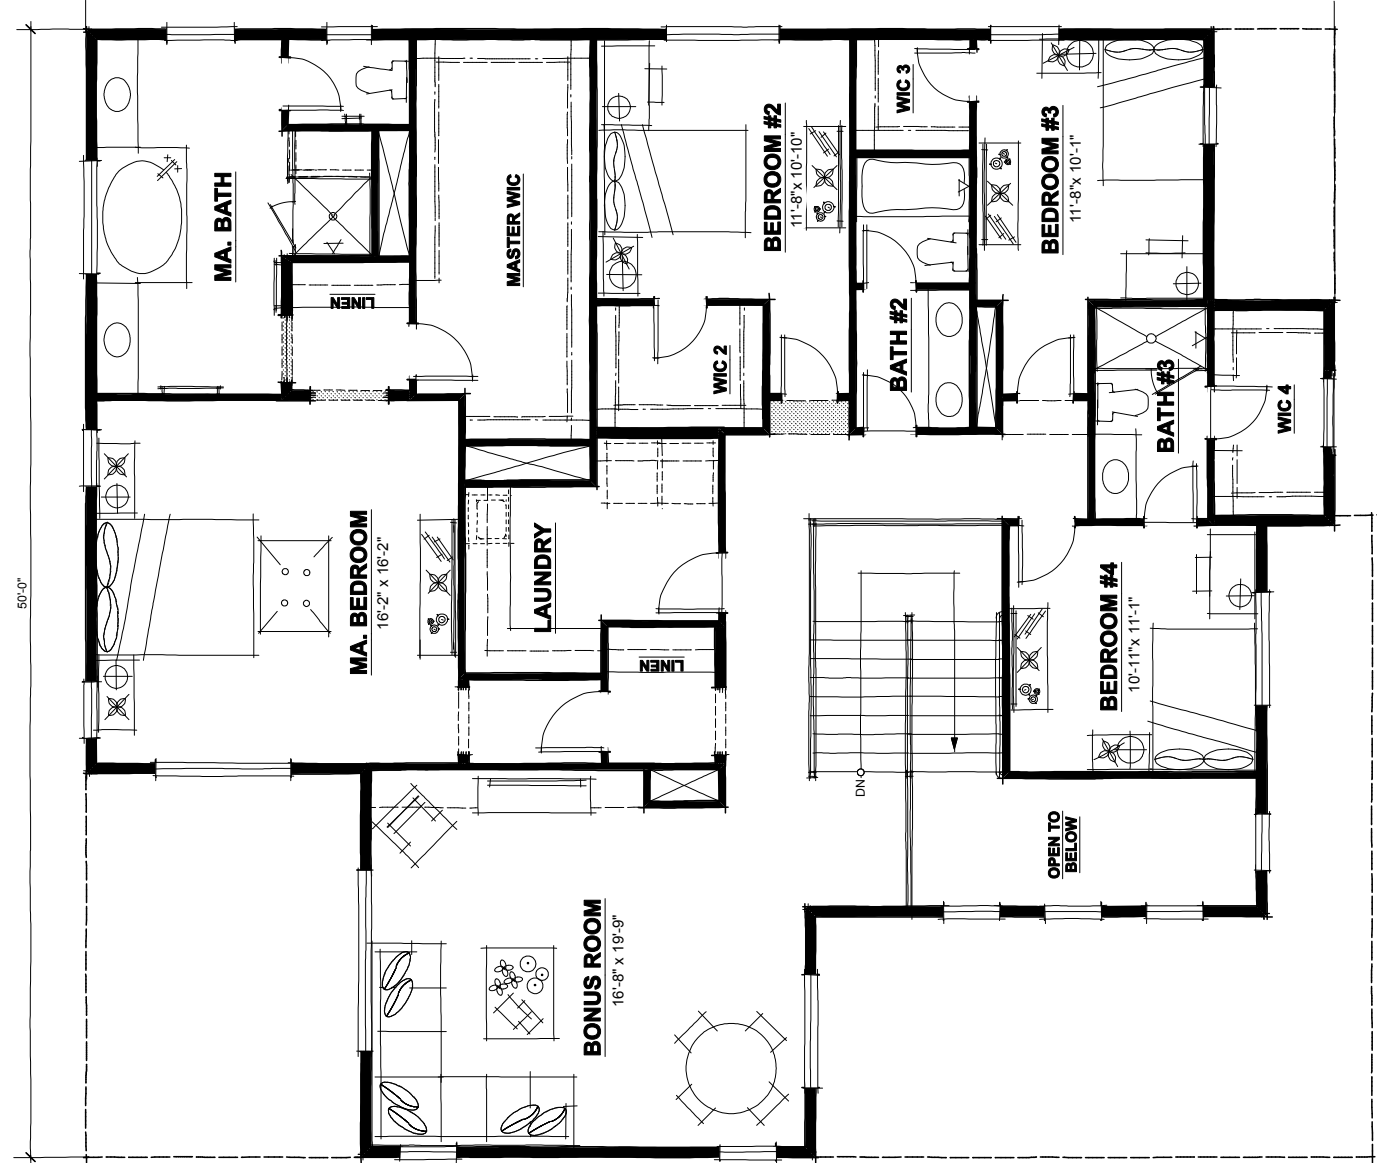 MA. BATH
LINEN
MASTER WIC
BEDROOM #2
11'-8"x 10'-10"
WIC 2
WIC 3
BATH #2
BEDROOM #3
11'-8"x 10'-1"
BATH #3
WIC 4
MA. BEDROOM
16'-2" x 16'-2"
LAUNDRY
LINEN
50'-0"
DN
BEDROOM #4
10'-11"x 11'-1"
OPEN TO
BELOW
BONUS ROOM
16'-8" x 19'-9"